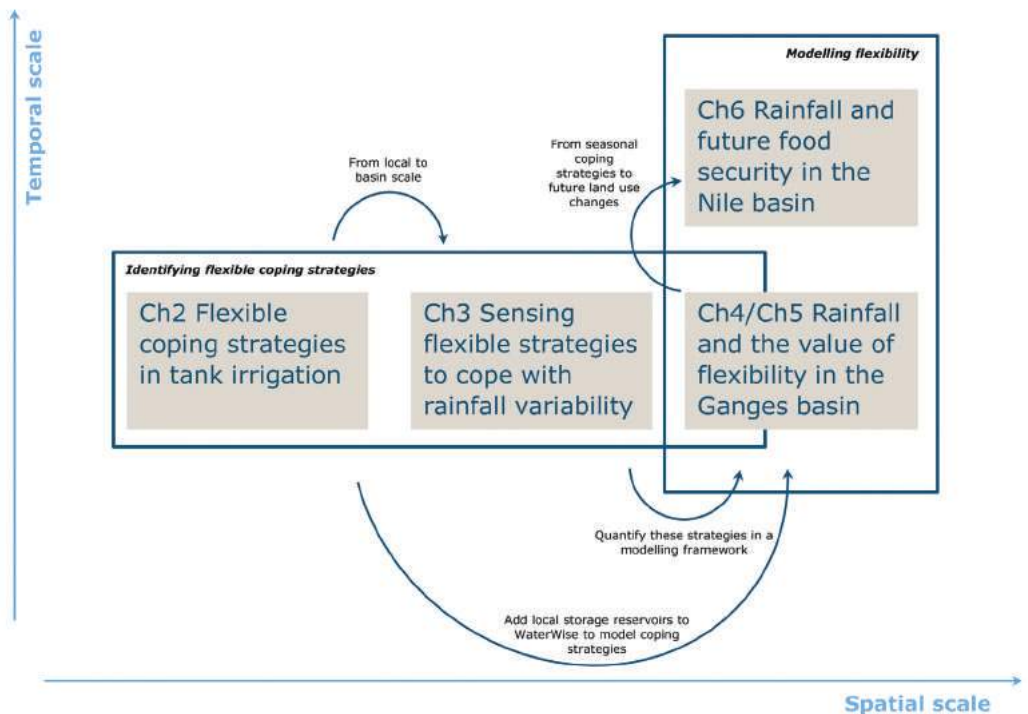 Temporal scale
Modelling flexibility
Ch6 Rainfall and
future food
security in the
Nile basin
From seasonal
coping
strategies to
future land use
changes
From local to
basin scale
Identifying flexible coping strategies
Ch2 Flexible
coping strategies
in tank irrigation
Ch3 Sensing
flexible strategies
to cope with
rainfall variability
Ch4/Ch5 Rainfall
and the value of
flexibility in the
Ganges basin
Quantify these strategies in a
modelling framework
Add local storage reservoirs to
WaterWise to model coping
strategies
Spatial scale